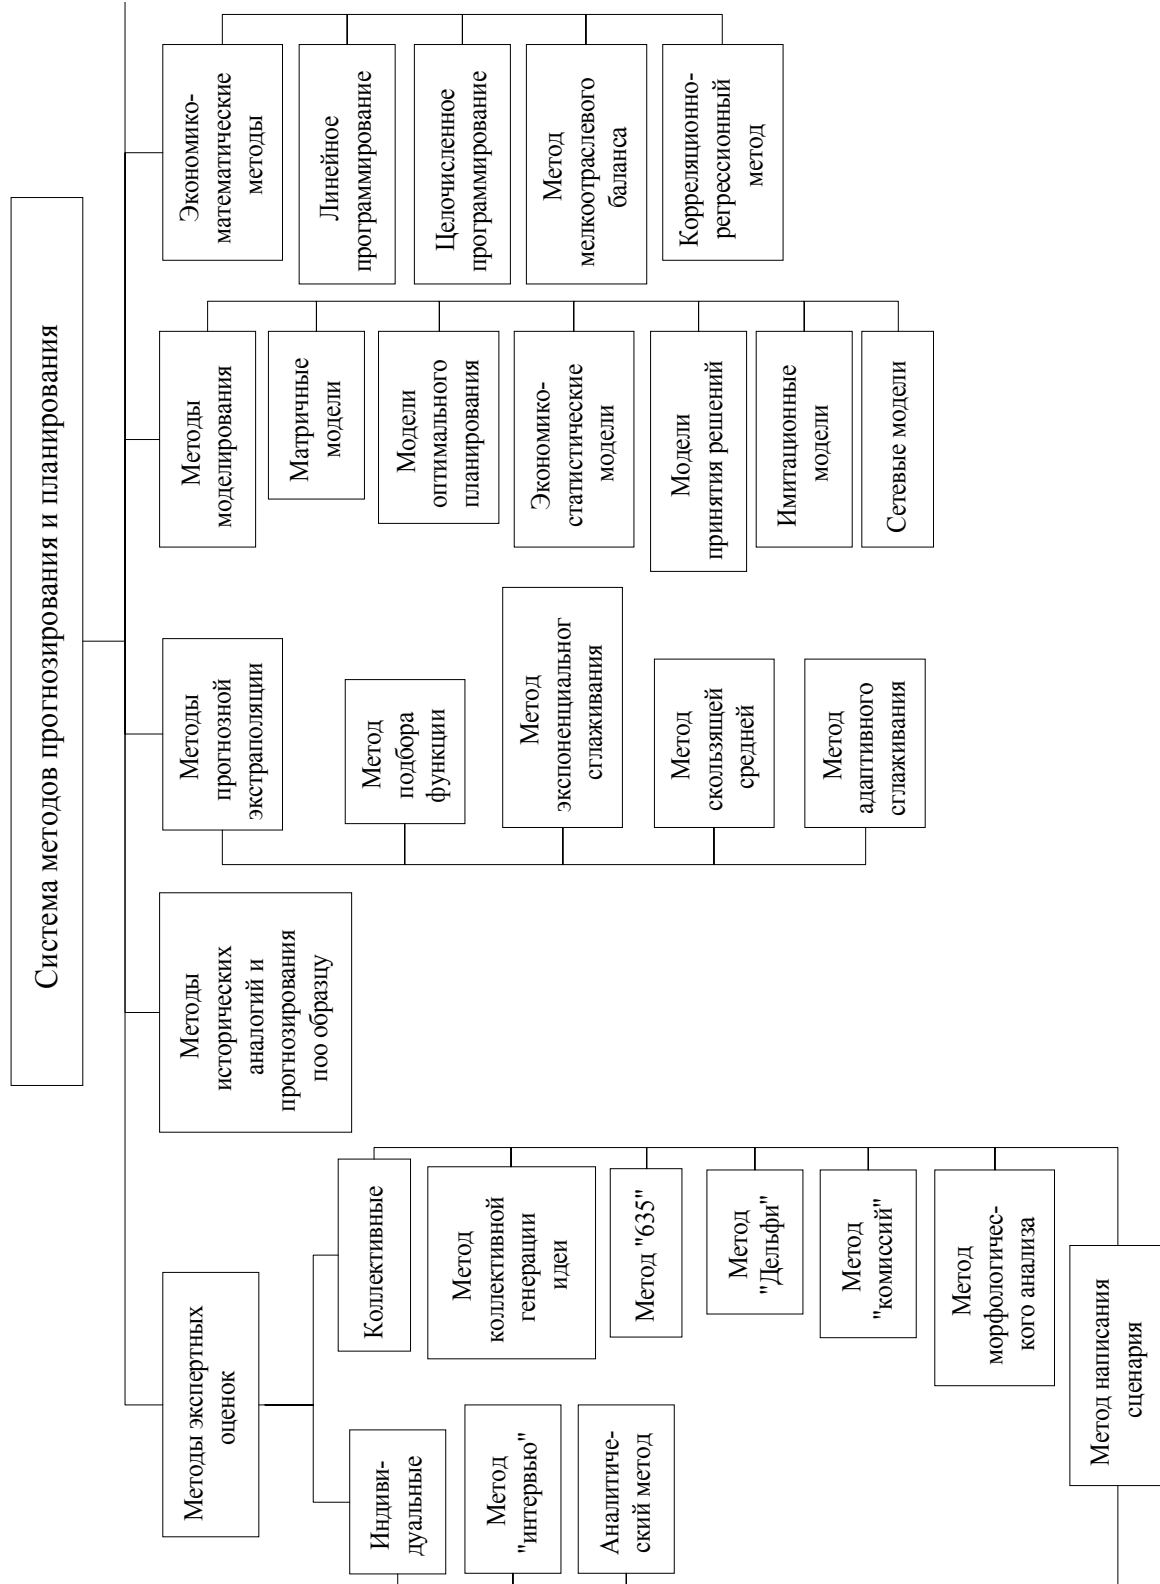 Система методов прогнозирования и планирования
Методы экспертных
оценок
Индиви-
дуальные
Метод
"интервью"
Аналитиче-
ский метод
Коллективные
Метод
коллективной
генерации
идеи
Метод "635"
Метод
"Дельфи"
Метод
"комиссий"
Метод
морфологичес-
кого анализа
Метод написания
сценария
Методы
исторических
аналогий и
прогнозирования
поо образцу
Методы
прогнозной
экстраполяции
Метод
подбора
функции
Метод
экспоненциальног
сглаживания
Метод
скользящей
средней
Метод
адаптивного
сглаживания
Методы
моделирования
Матричные
модели
Модели
оптимального
планирования
Экономико-
статистические
модели
Модели
принятия решений
Имитационные
модели
Сетевые модели
Экономико-
математические
методы
Линейное
программирование
Целочисленное
программирование
Метод
мелкоотраслевого
баланса
Корреляционно-
регрессионный
метод